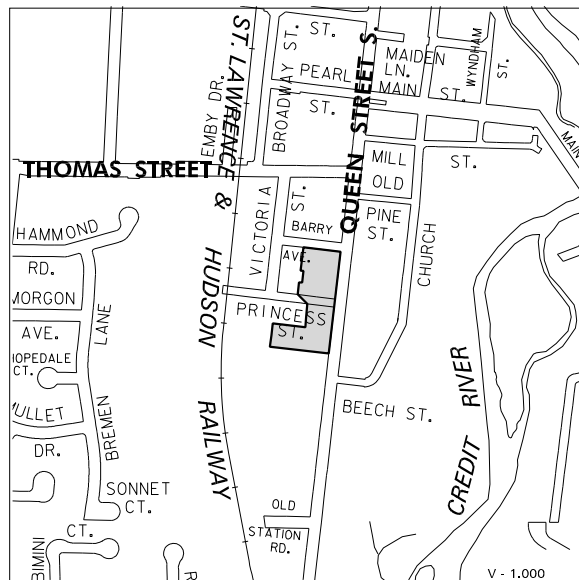 ST.
QUEEN STREET S.
ST. LAWRENCE & HUDSON RAILWAY
BROADWAY ST.
EMBY DR.
MAIDEN
LN.
WYNDHAM
ST.
PEARL
ST.
MAIN
ST.
MAIN
THOMAS STREET
MILL
ST.
OLD
VICTORIA
ST.
BARRY
AVE.
PINE
ST.
CHURCH
HAMMOND
RD.
MORGON
AVE.
LANE
BREMEN
PRINCESS
ST.
HOPEDALE
CT.
MULLET
DR.
BEECH ST.
CREDIT RIVER
SONNET
CT.
OLD
STATION
RD.
CT.
BIMINI
V - 1.000